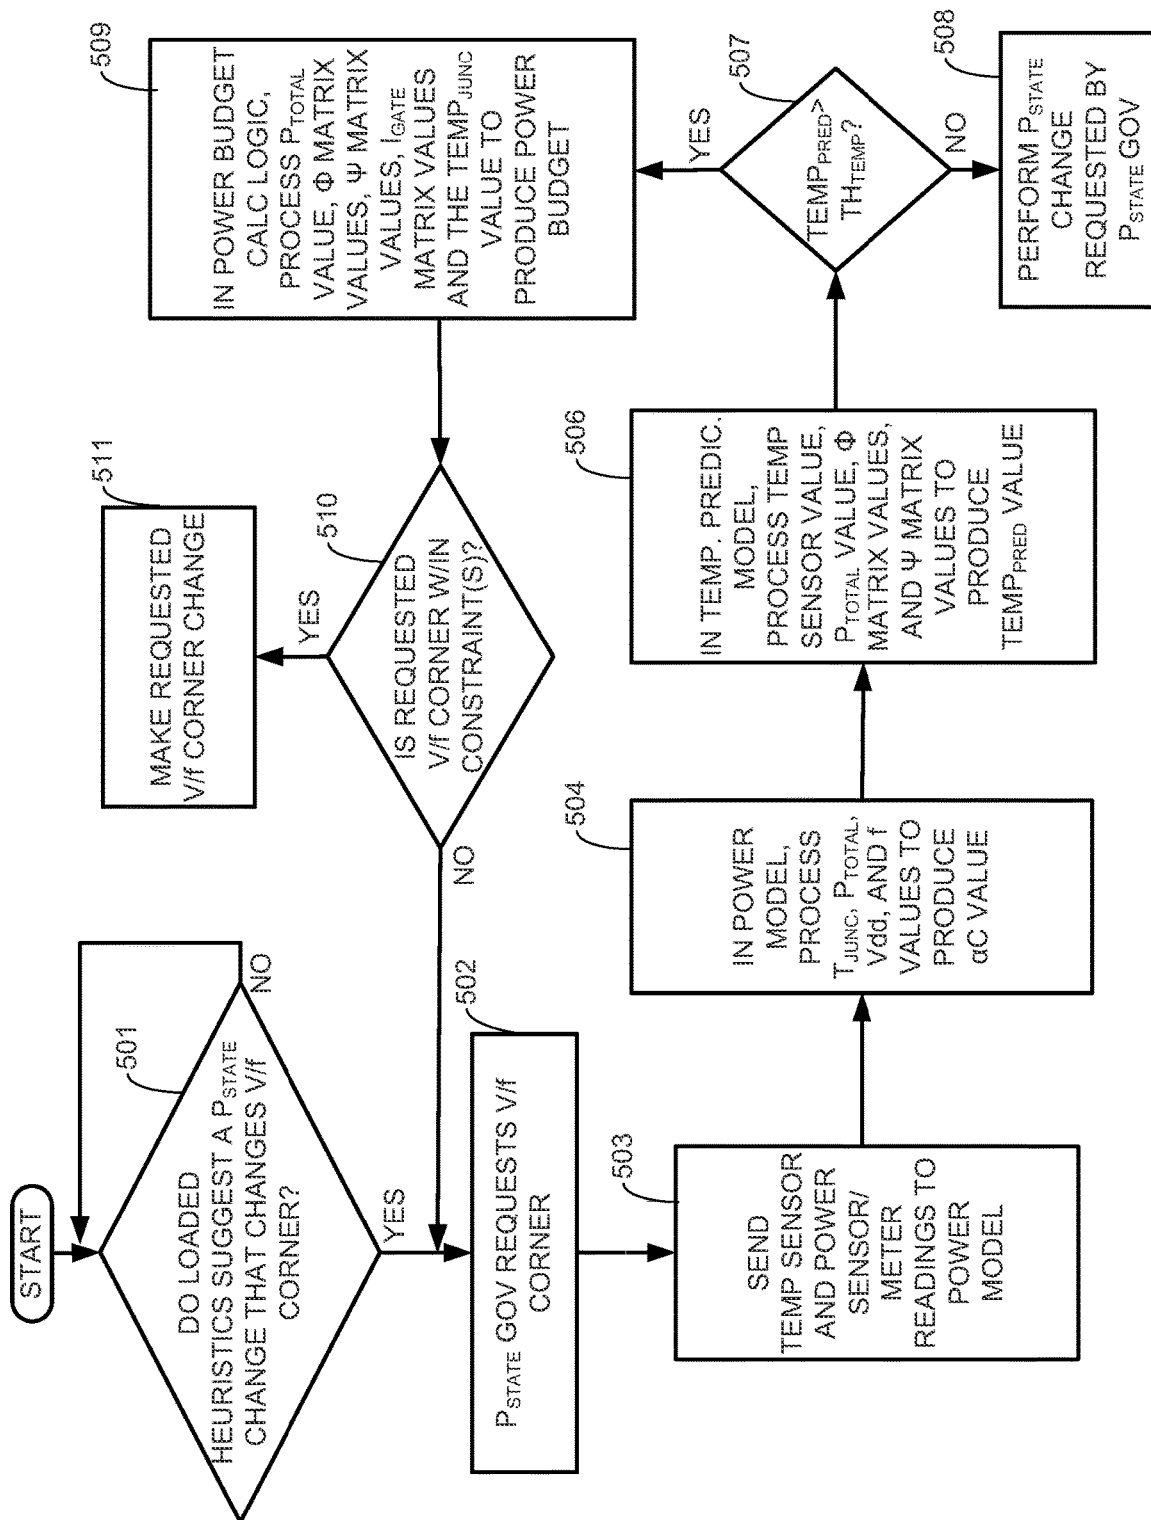 START
501
DO LOADED
HEURISTICS SUGGEST A PSTATE
CHANGE THAT CHANGES V/f
CORNER?
NO
YES
502
PSTATE GOV REQUESTS V/f
CORNER
503
SEND
TEMP SENSOR
AND POWER
SENSOR/
METER
READINGS TO
POWER
MODEL
504
IN POWER
MODEL,
PROCESS
TJUNC, PTOTAL,
Vdd, AND f
VALUES TO
PRODUCE
αC VALUE
506
IN TEMP. PREDIC.
MODEL,
PROCESS TEMP
SENSOR VALUE,
PTOTAL VALUE, Φ
MATRIX VALUES,
AND Ψ MATRIX
VALUES TO
PRODUCE
TEMPPRED VALUE
507
TEMPPRED>
THTEMP?
YES
NO
508
PERFORM PSTATE
CHANGE
REQUESTED BY
PSTATE GOV
509
IN POWER BUDGET
CALC LOGIC,
PROCESS PTOTAL
VALUE, Φ MATRIX
VALUES, Ψ MATRIX
VALUES, IGATE
MATRIX VALUES
AND THE TEMPJUNC
VALUE TO
PRODUCE POWER
BUDGET
510
IS REQUESTED
V/f CORNER W/IN
CONSTRAINT(S)?
YES
NO
511
MAKE REQUESTED
V/f CORNER CHANGE